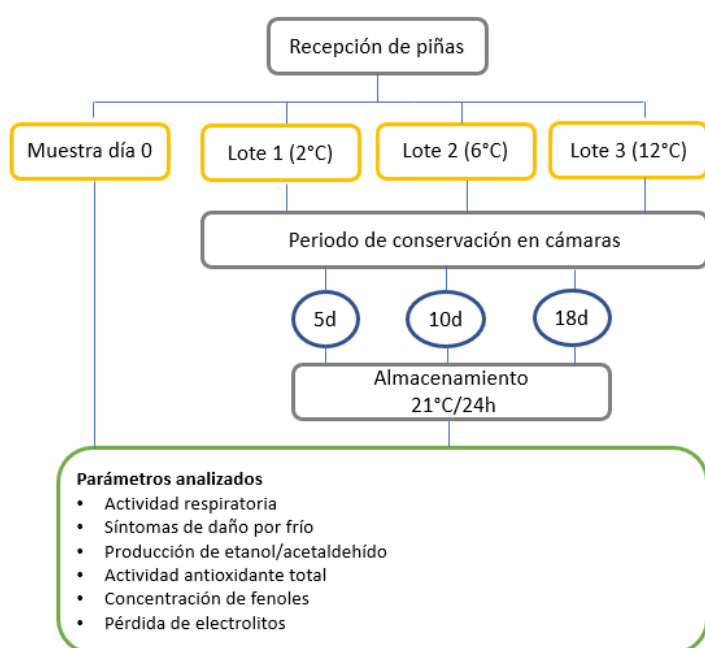 Recepción de piñas
Muestra día 0
Lote 1 (2°C)
Lote 2 (6°C)
Lote 3 (12°C)
Periodo de conservación en cámaras
5d
10d
18d
Almacenamiento
21°C/24h
Parámetros analizados
• Actividad respiratoria
• Síntomas de daño por frío
• Producción de etanol/acetaldehído
• Actividad antioxidante total
• Concentración de fenoles
• Pérdida de electrolitos